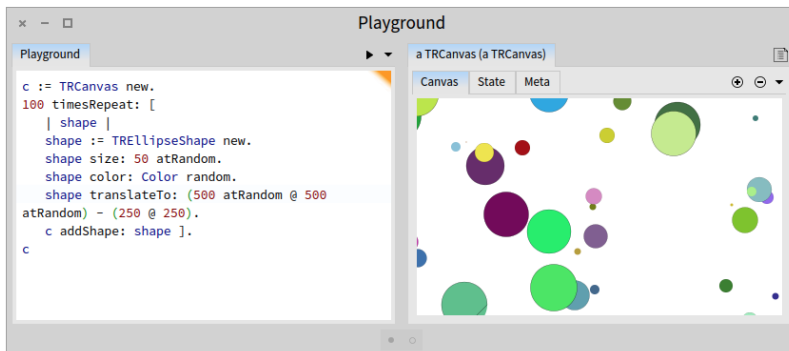 Playground
Playground
c := TRCanvas new.
100 timesRepeat: [
| shape |
shape := TREllipseShape new.
shape size: 50 atRandom.
shape color: Color random.
shape translateTo: (500 atRandom @ 500
atRandom) - (250 @ 250).
c addShape: shape ].
c
a TRCanvas (a TRCanvas)
Canvas State Meta